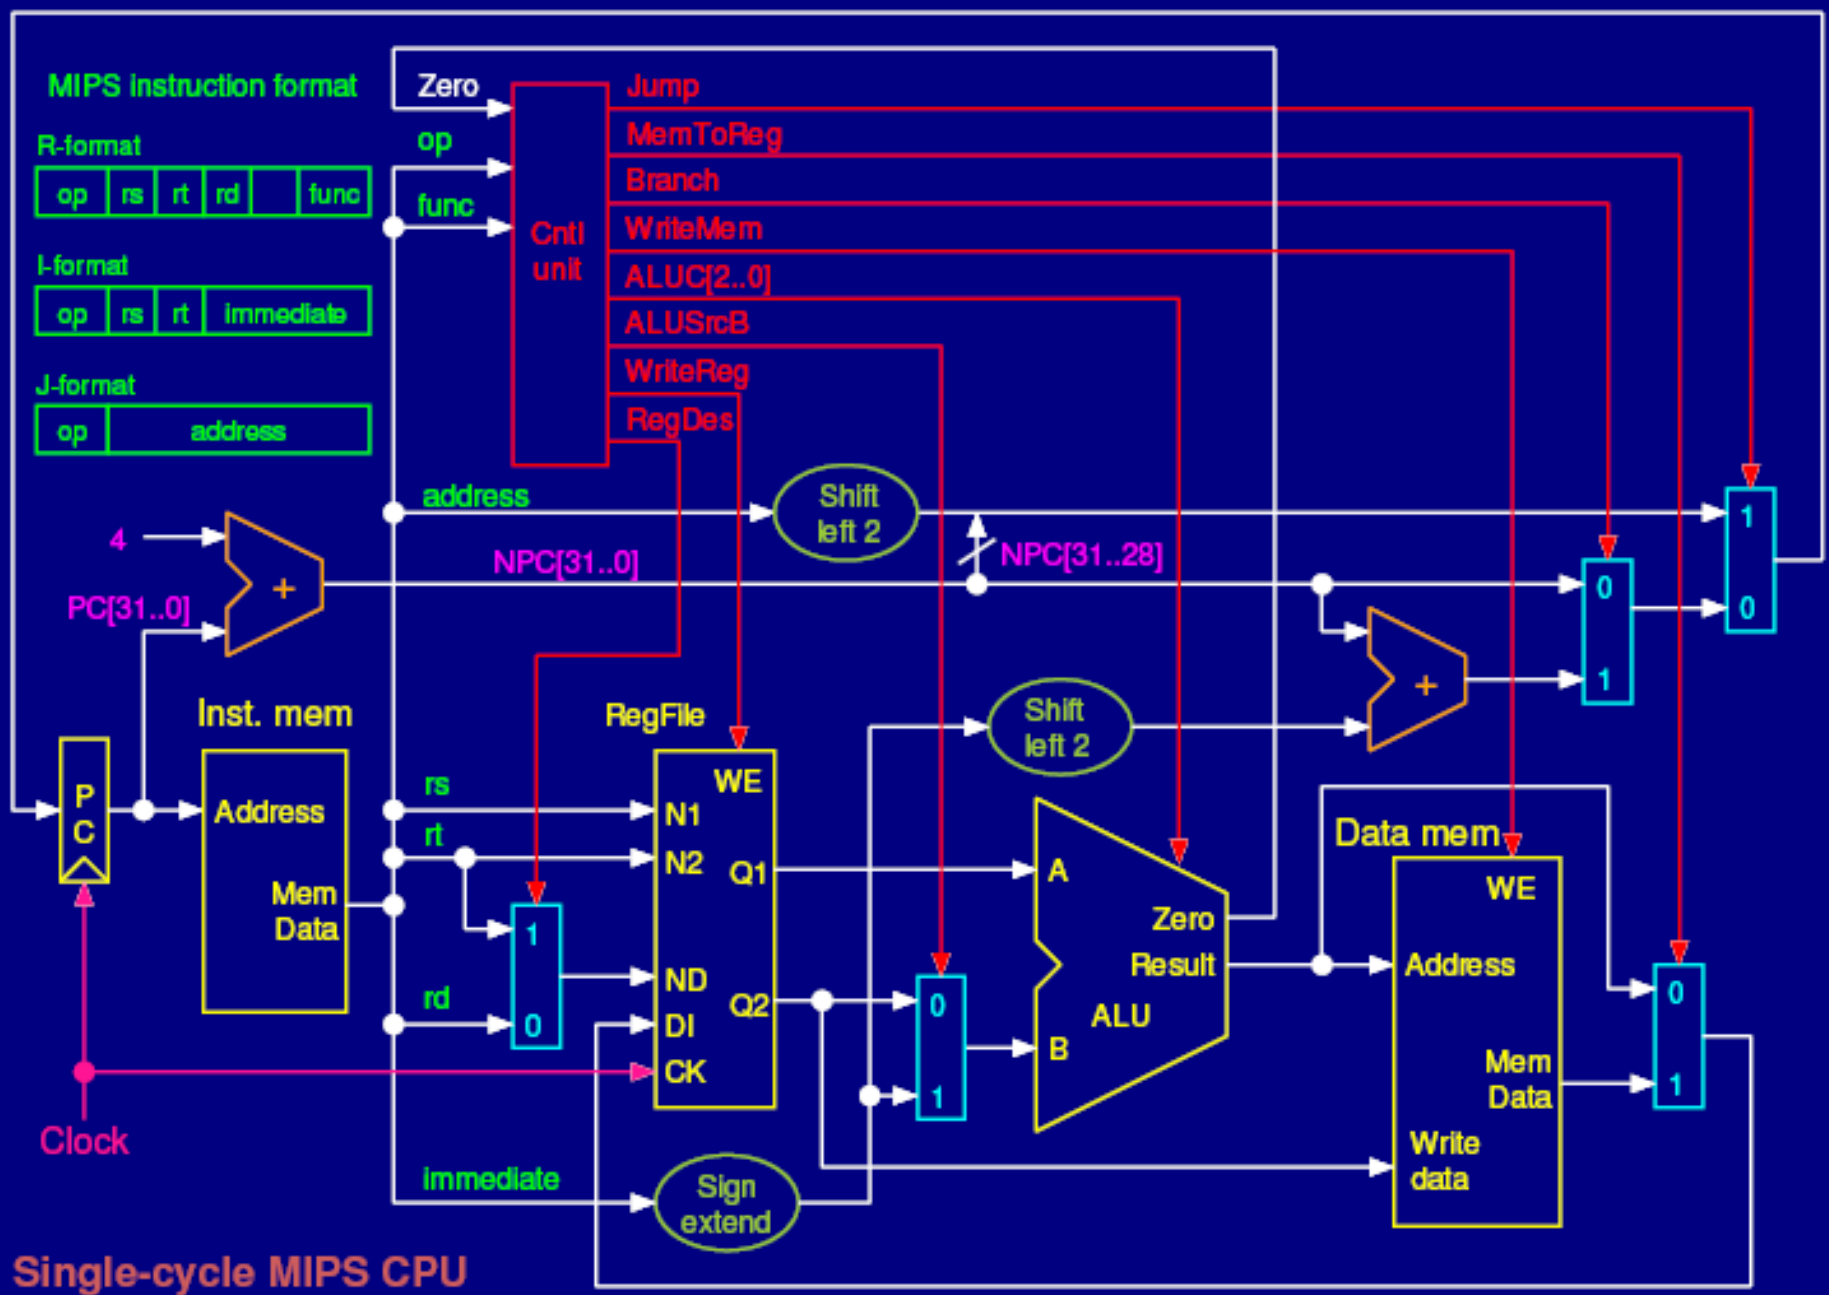 MIPS instruction format
R-format
op rs rt rd func
I-format
op rs rt immediate
J-format
op address
Zero
op
func
Cntl
unit
Jump
MemToReg
Branch
WriteMem
ALUC[2..0]
ALUSrcB
WriteReg
RegDes
address
Shift
left 2
NPC[31..0]
NPC[31..28]
4
PC[31..0]
+
1
0
0
1
+
Shift
left 2
Inst. mem
P
C
Address
Mem
Data
Clock
rs
rt
rd
immediate
1
0
RegFile
WE
N1
N2
Q1
ND
Q2
DI
CK
Sign
extend
0
1
A
Zero
Result
ALU
B
Data mem
WE
Address
Mem
Data
Write
data
0
1
Single-cycle MIPS CPU